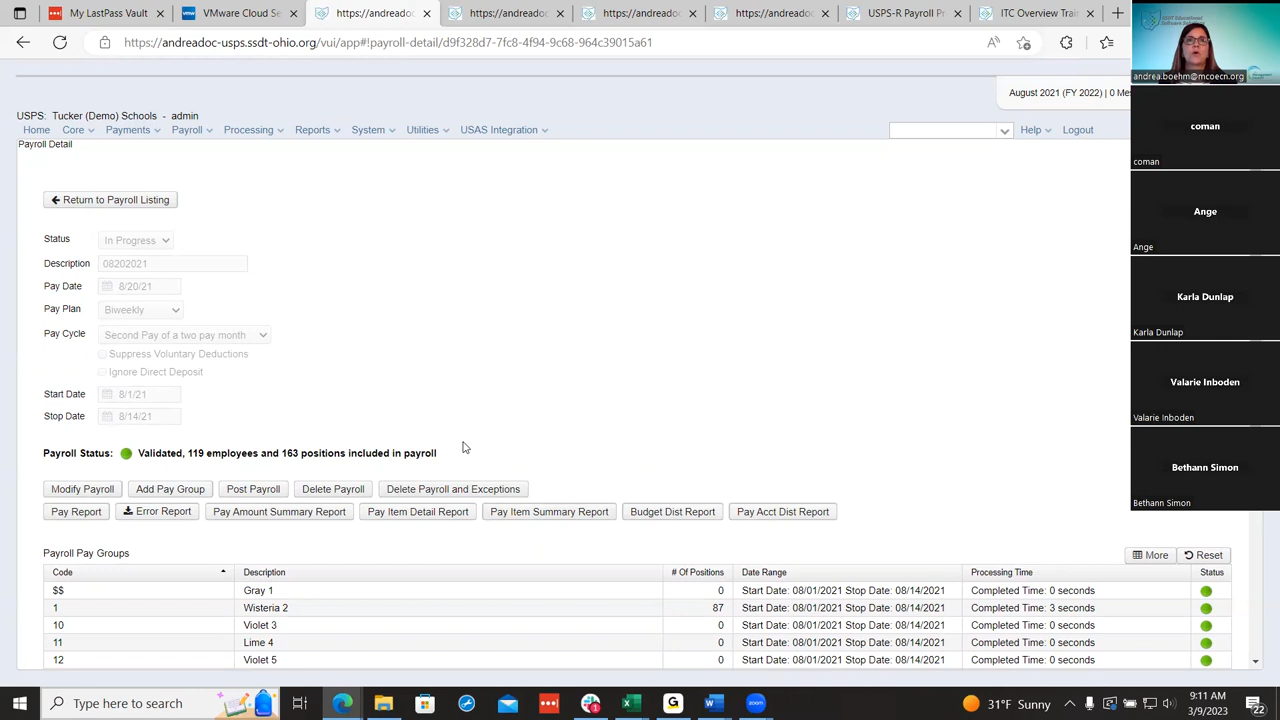 My LastPass Vault
VMware Cloud Se
https://andreadoc
https://andreadoc
https://andreado
https://andreado
USPS-R Payroll Pr
ITC Overview Train
https://andreadoc-usps.ssdt-ohio.org/vui/app#!payroll-detail/d9f328d7-7fc8-4f94-9c68-964c39015a61
August 2021 (FY 2022) | 0 Mes
USPS: Tucker (Demo) Schools - admin
Home Core Payments Payroll Processing Reports System Utilities USAS Integration Help Logout
Payroll Detail
Return to Payroll Listing
Status In Progress
Description 08202021
Pay Date 8/20/21
Pay Plan Biweekly
Pay Cycle Second Pay of a two pay month
Suppress Voluntary Deductions
Ignore Direct Deposit
Start Date 8/1/21
Stop Date 8/14/21
Payroll Status: Validated, 119 employees and 163 positions included in payroll
Modify Payroll Add Pay Group Post Payroll Delete Payroll Delete Payroll and Exceptions
Pay Report Error Report Pay Amount Summary Report Pay Item Detail Report Pay Item Summary Report Budget Dist Report Pay Acct Dist Report
Payroll Pay Groups More Reset
Code Description # Of Positions Date Range Processing Time Status
$$ Gray 1 0 Start Date: 08/01/2021 Stop Date: 08/14/2021 Completed Time: 0 seconds
1 Wisteria 2 87 Start Date: 08/01/2021 Stop Date: 08/14/2021 Completed Time: 3 seconds
10 Violet 3 0 Start Date: 08/01/2021 Stop Date: 08/14/2021 Completed Time: 0 seconds
11 Lime 4 0 Start Date: 08/01/2021 Stop Date: 08/14/2021 Completed Time: 0 seconds
12 Violet 5 0 Start Date: 08/01/2021 Stop Date: 08/14/2021 Completed Time: 0 seconds
andrea.boehm@mcoecn.org
coman
coman
Ange
Ange
Karla Dunlap
Karla Dunlap
Valarie Inboden
Valarie Inboden
Bethann Simon
Bethann Simon
Type here to search
31°F Sunny
9:11 AM
3/9/2023
22